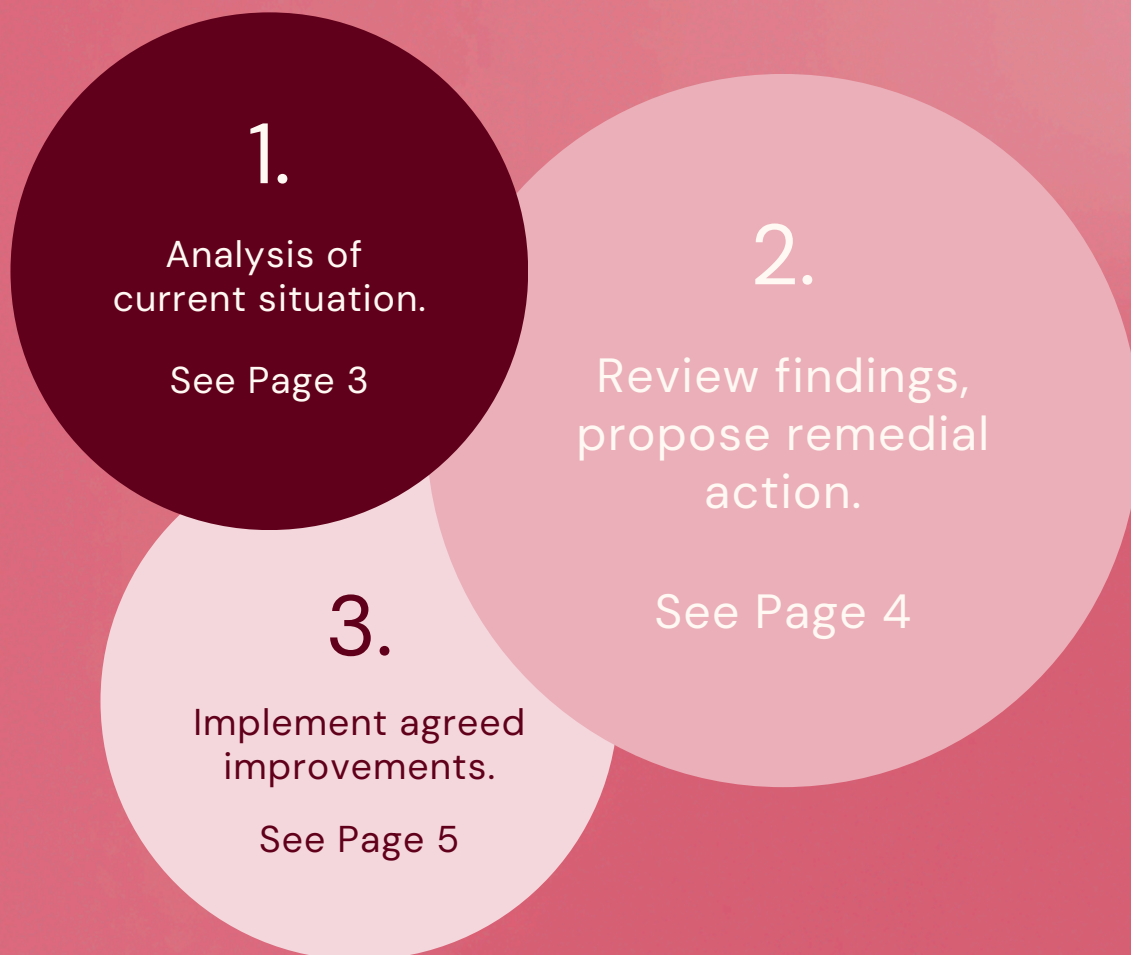 1.
Analysis of
current situation.
See Page 3
2.
Review findings,
propose remedial
action.
See Page 4
3.
Implement agreed
improvements.
See Page 5